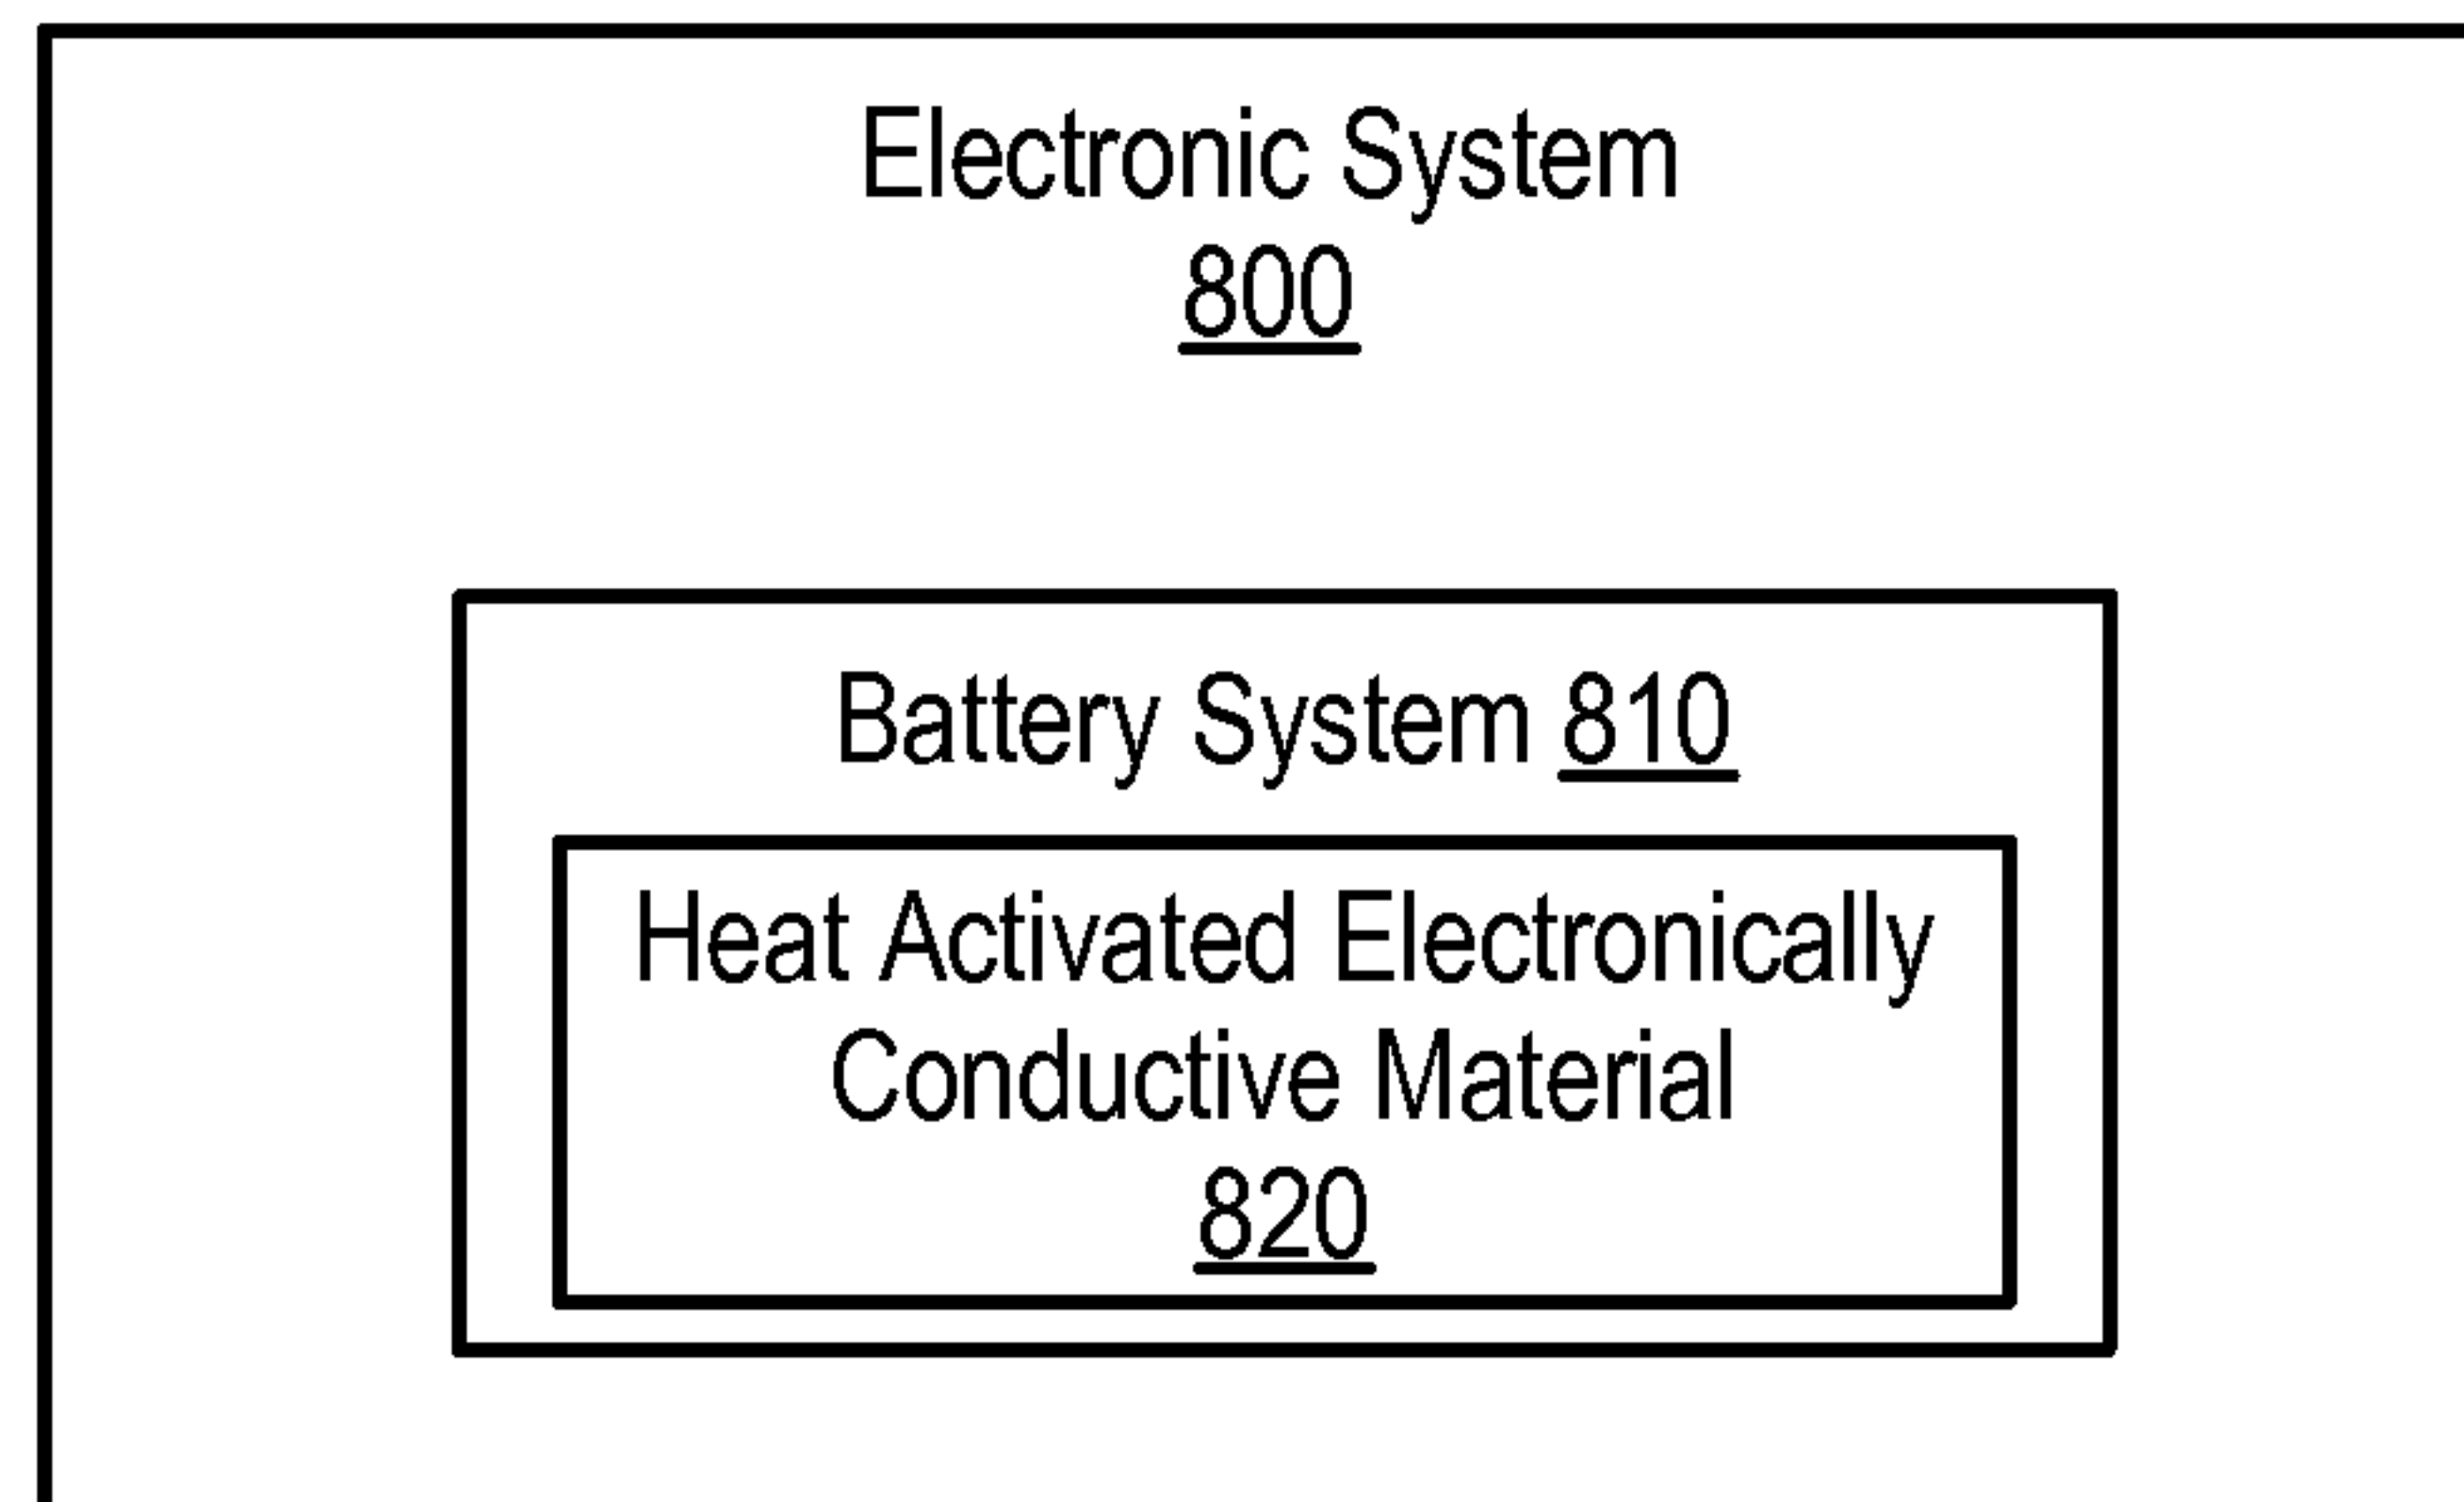 Electronic System
800
Battery System 810
Heat Activated Electronically
Conductive Material
820